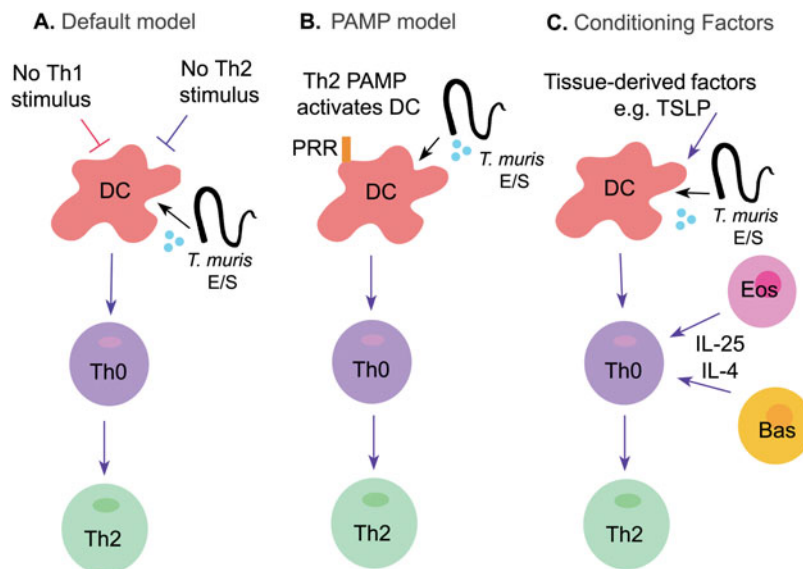 A. Default model
No Th1
stimulus
No Th2
stimulus
DC
T. muris
E/S
Th0
Th2
B. PAMP model
Th2 PAMP
activates DC
PRR
DC
T. muris
E/S
Th0
Th2
C. Conditioning Factors
Tissue-derived factors
e.g. TSLP
DC
T. muris
E/S
Eos
IL-25
IL-4
Th0
Bas
Th2